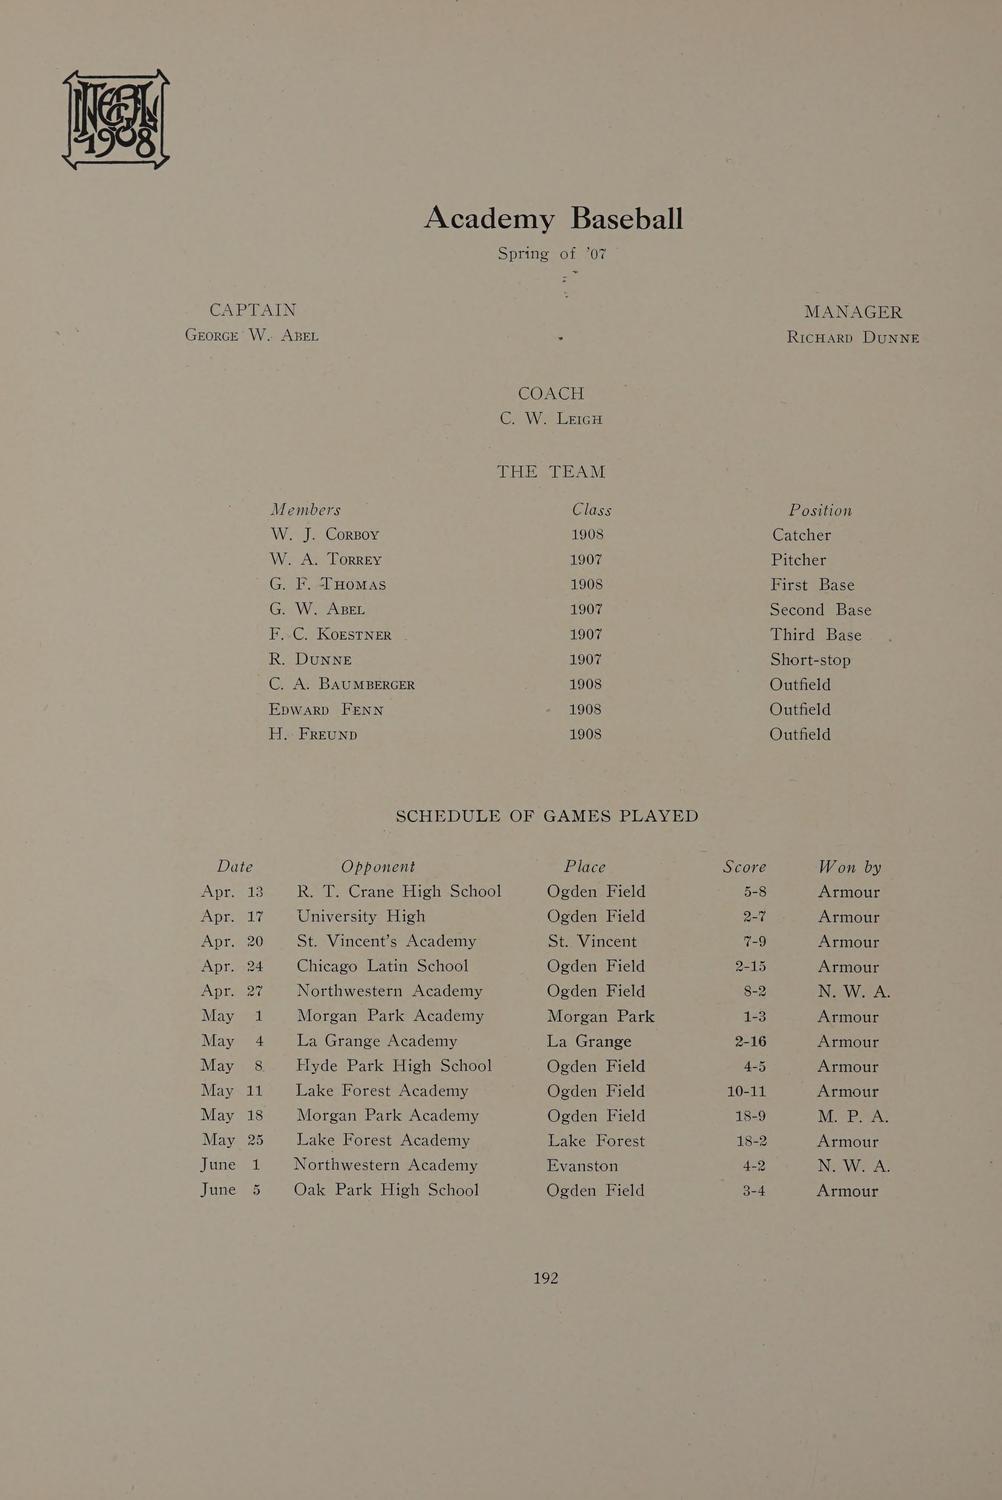 INTEGRAL
1908
Academy Baseball
Spring of '07
CAPTAIN MANAGER
George W. Abel Richard Dunne
COACH
C. W. Leigh
THE TEAM
Members Class Position
W. J. Corboy 1908 Catcher
W. A. Torrey 1907 Pitcher
G. F. Thomas 1908 First Base
G. W. Abel 1907 Second Base
F. C. Koestner 1907 Third Base
R. Dunne 1907 Short-stop
C. A. Baumberger 1908 Outfield
Edward Fenn 1908 Outfield
H. Freund 1908 Outfield
SCHEDULE OF GAMES PLAYED
Date Opponent Place Score Won by
Apr. 13 R. T. Crane High School Ogden Field 5-8 Armour
Apr. 17 University High Ogden Field 2-7 Armour
Apr. 20 St. Vincent's Academy St. Vincent 7-9 Armour
Apr. 24 Chicago Latin School Ogden Field 2-15 Armour
Apr. 27 Northwestern Academy Ogden Field 8-2 N. W. A.
May 1 Morgan Park Academy Morgan Park 1-3 Armour
May 4 La Grange Academy La Grange 2-16 Armour
May 8 Hyde Park High School Ogden Field 4-5 Armour
May 11 Lake Forest Academy Ogden Field 10-11 Armour
May 18 Morgan Park Academy Ogden Field 18-9 M. P. A.
May 25 Lake Forest Academy Lake Forest 18-2 Armour
June 1 Northwestern Academy Evanston 4-2 N. W. A.
June 5 Oak Park High School Ogden Field 3-4 Armour
192